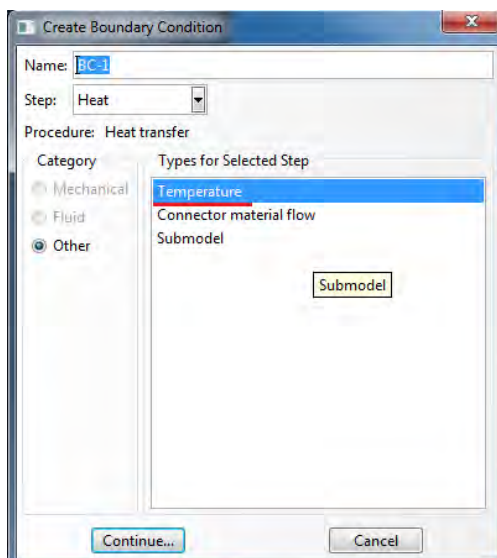 Create Boundary Condition
Name: BC-1
Step: Heat
Procedure: Heat transfer
Category
Types for Selected Step
Mechanical
Fluid
Other
Temperature
Connector material flow
Submodel
Submodel
Continue...
Cancel